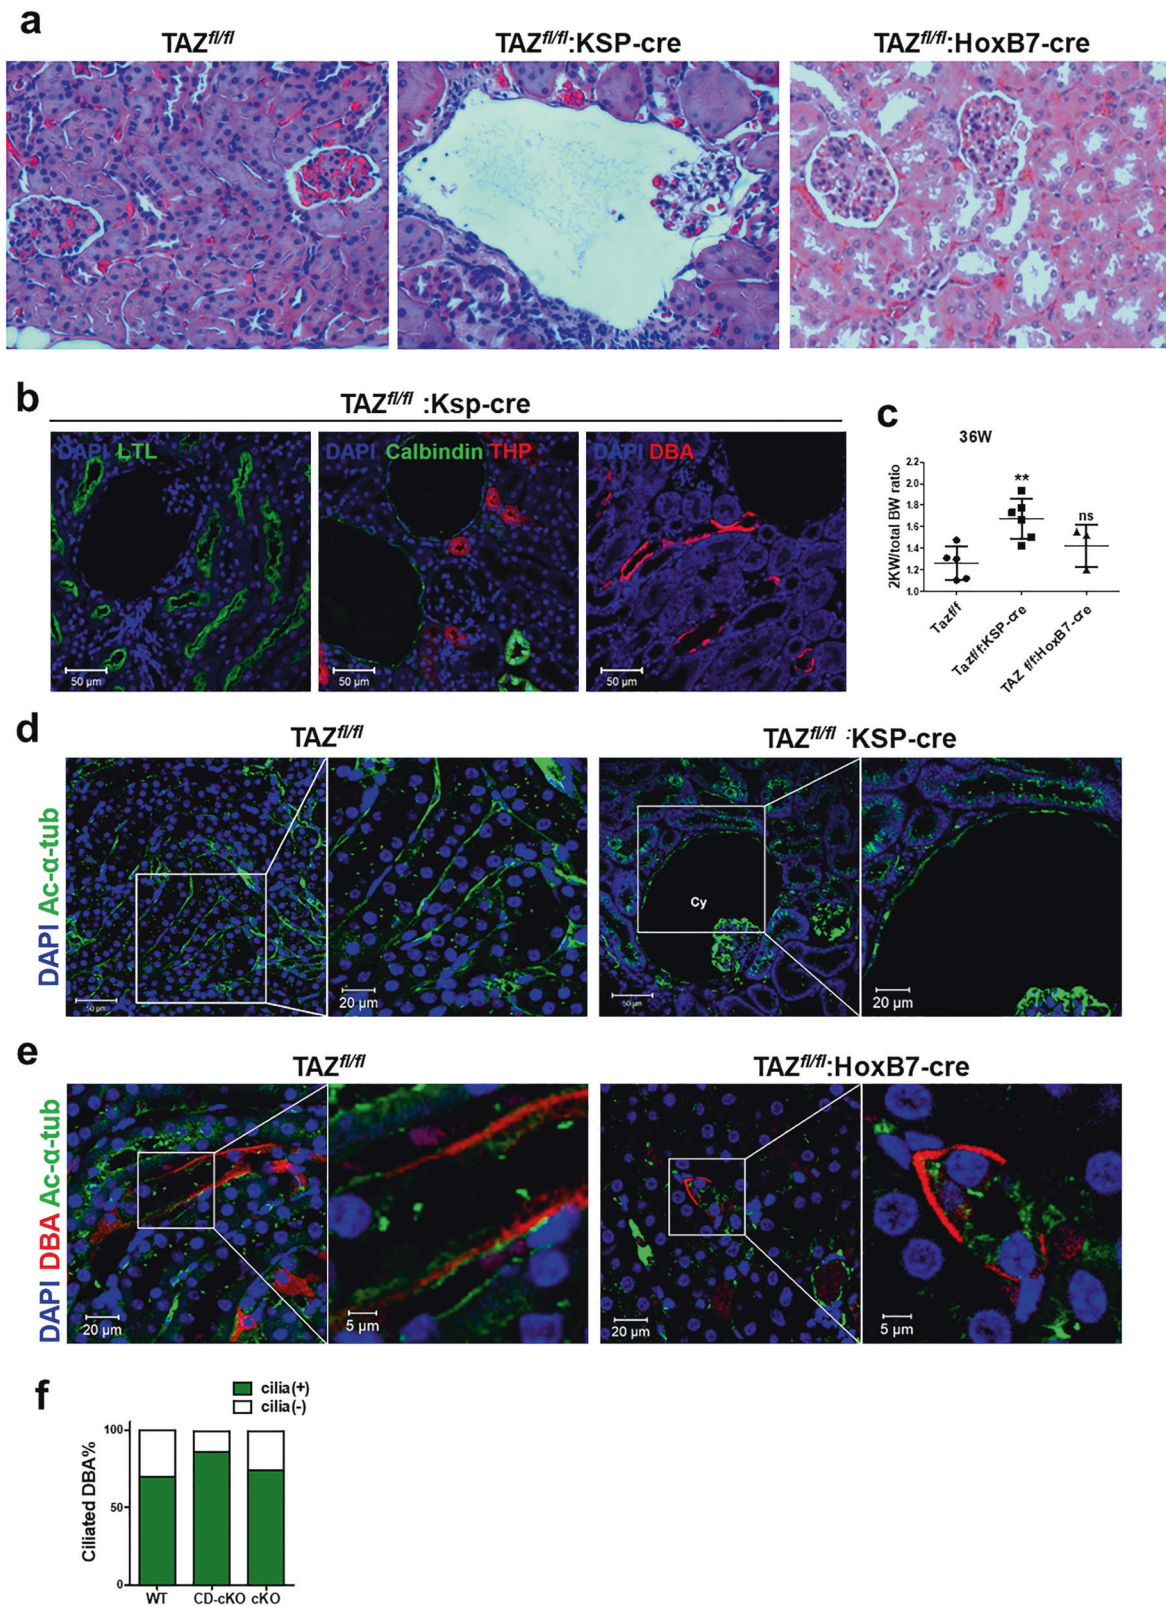 a
TAZfl/fl
TAZfl/fl:KSP-cre
TAZfl/fl:HoxB7-cre
b
TAZfl/fl :Ksp-cre
DAPI LTL
DAPI Calbindin THP
DAPI DBA
50 µm
50 µm
50 µm
c
36W
2KW/total BW ratio
2.2
2.0
1.8
1.6
1.4
1.2
1.0
**
ns
Tazf/f
Tazf/f:KSP-cre
TAZ f/f:HoxB7-cre
d
TAZfl/fl
TAZfl/fl :KSP-cre
DAPI Ac-α-tub
Cy
50 µm
20 µm
50 µm
20 µm
e
TAZfl/fl
TAZfl/fl:HoxB7-cre
DAPI DBA Ac-α-tub
20 µm
5 µm
20 µm
5 µm
f
cilia(+)
cilia(-)
Ciliated DBA%
100
50
0
WT
CD-cKO
cKO